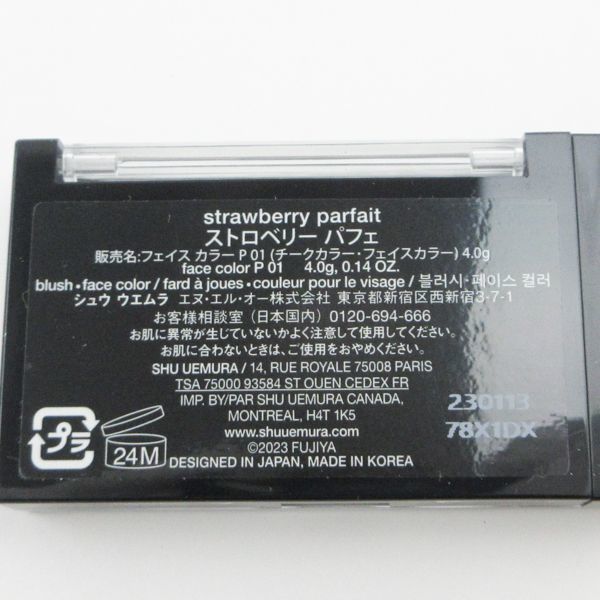 strawberry parfait
ストロベリー パフェ
販売名:フェイス カラー P 01 (チークカラー・フェイスカラー) 4.0g
face color P 01 4.0g, 0.14 OZ.
blush・face color / fard à joues・couleur pour le visage / 블러시・페이스 컬러
シュウ ウエムラ エヌ・エル・オー株式会社 東京都新宿区西新宿3-7-1
お客様相談室 (日本国内) 0120-694-666
お肌に異常が生じていないかよく注意して使用してください。
お肌に合わないときは、ご使用をおやめください。
SHU UEMURA / 14, RUE ROYALE 75008 PARIS
TSA 75000 93584 ST OUEN CEDEX FR
IMP. BY/PAR SHU UEMURA CANADA,
MONTREAL, H4T 1K5
www.shuuemura.com
©2023 FUJIYA
DESIGNED IN JAPAN, MADE IN KOREA
プラ
24M
230113
78X1DX